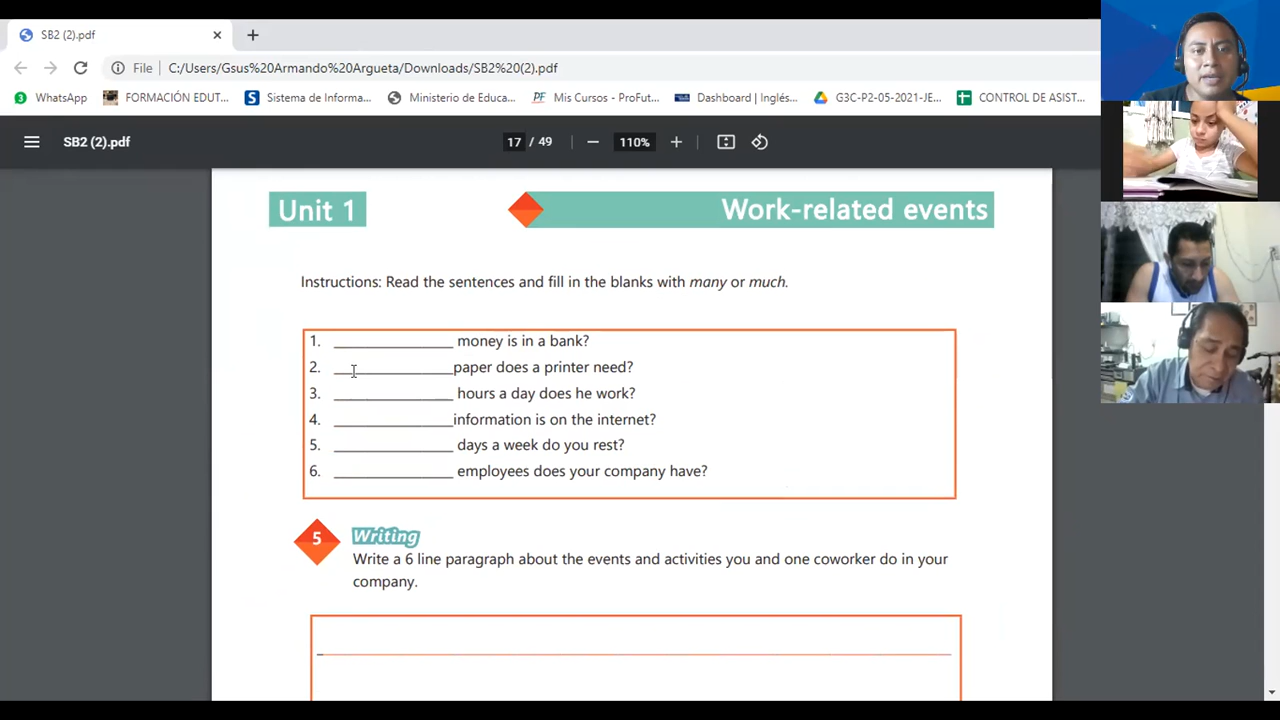 SB2 (2).pdf
File C:/Users/Gsus%20Armando%20Argueta/Downloads/SB2%20(2).pdf
WhatsApp FORMACIÓN EDUT... Sistema de Informa... Ministerio de Educa... Mis Cursos - ProFut... Dashboard | Inglés,... G3C-P2-05-2021-JE... CONTROL DE ASIST...
SB2 (2).pdf 17 / 49 110%
Unit 1 Work-related events
Instructions: Read the sentences and fill in the blanks with many or much.
1. ______________ money is in a bank?
2. ______________paper does a printer need?
3. ______________ hours a day does he work?
4. ______________information is on the internet?
5. ______________ days a week do you rest?
6. ______________ employees does your company have?
5 Writing
Write a 6 line paragraph about the events and activities you and one coworker do in your
company.